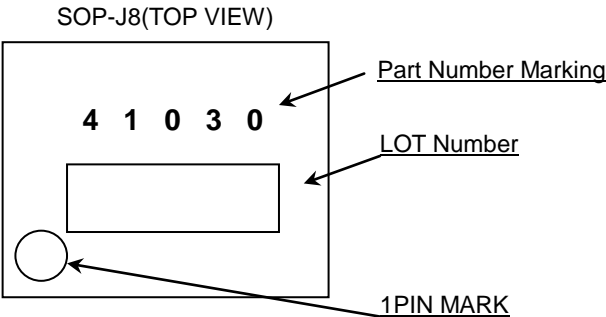 SOP-J8(TOP VIEW)
Part Number Marking
4 1 0 3 0
LOT Number
1PIN MARK